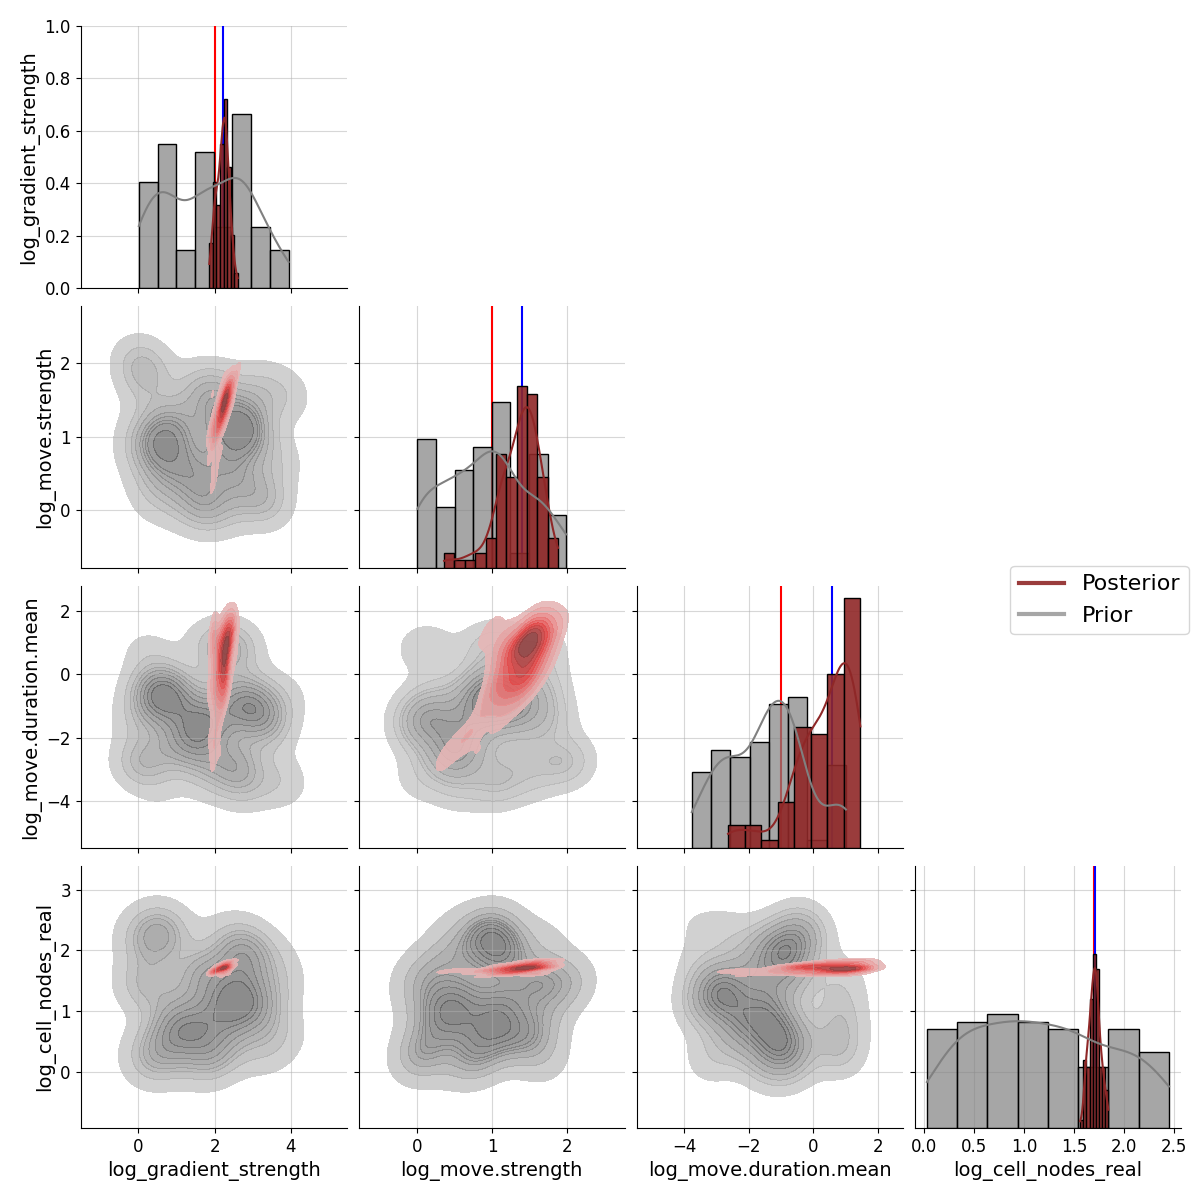 1.0
0.8
0.6
0.4
0.2
0.0
log_gradient_strength
2
1
0
log_move.strength
2
0
−2
−4
log_move.duration.mean
Posterior
Prior
3
2
1
0
log_cell_nodes_real
0 2 4
0 1 2
−4 −2 0 2
0.0 0.5 1.0 1.5 2.0 2.5
log_gradient_strength
log_move.strength
log_move.duration.mean
log_cell_nodes_real